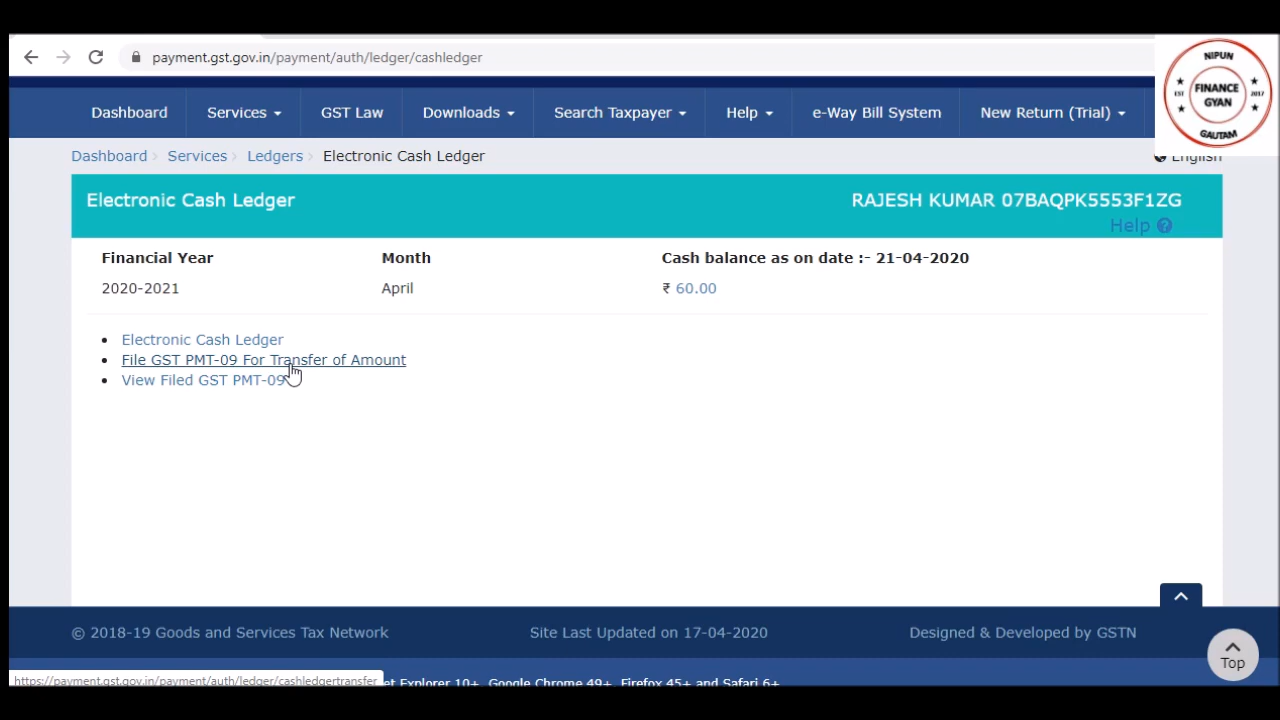 payment.gst.gov.in/payment/auth/ledger/cashledger
NIPUN
EST FINANCE GYAN 2017
GAUTAM
Dashboard Services GST Law Downloads Search Taxpayer Help e-Way Bill System New Return (Trial)
Dashboard Services Ledgers Electronic Cash Ledger English
Electronic Cash Ledger RAJESH KUMAR 07BAQPK5553F1ZG
Help
Financial Year Month Cash balance as on date :- 21-04-2020
2020-2021 April ₹ 60.00
Electronic Cash Ledger
File GST PMT-09 For Transfer of Amount
View Filed GST PMT-09
© 2018-19 Goods and Services Tax Network Site Last Updated on 17-04-2020 Designed & Developed by GSTN
Top
https://payment.gst.gov.in/payment/auth/ledger/cashledgertransfer et Explorer 10+, Google Chrome 49+, Firefox 45+ and Safari 6+